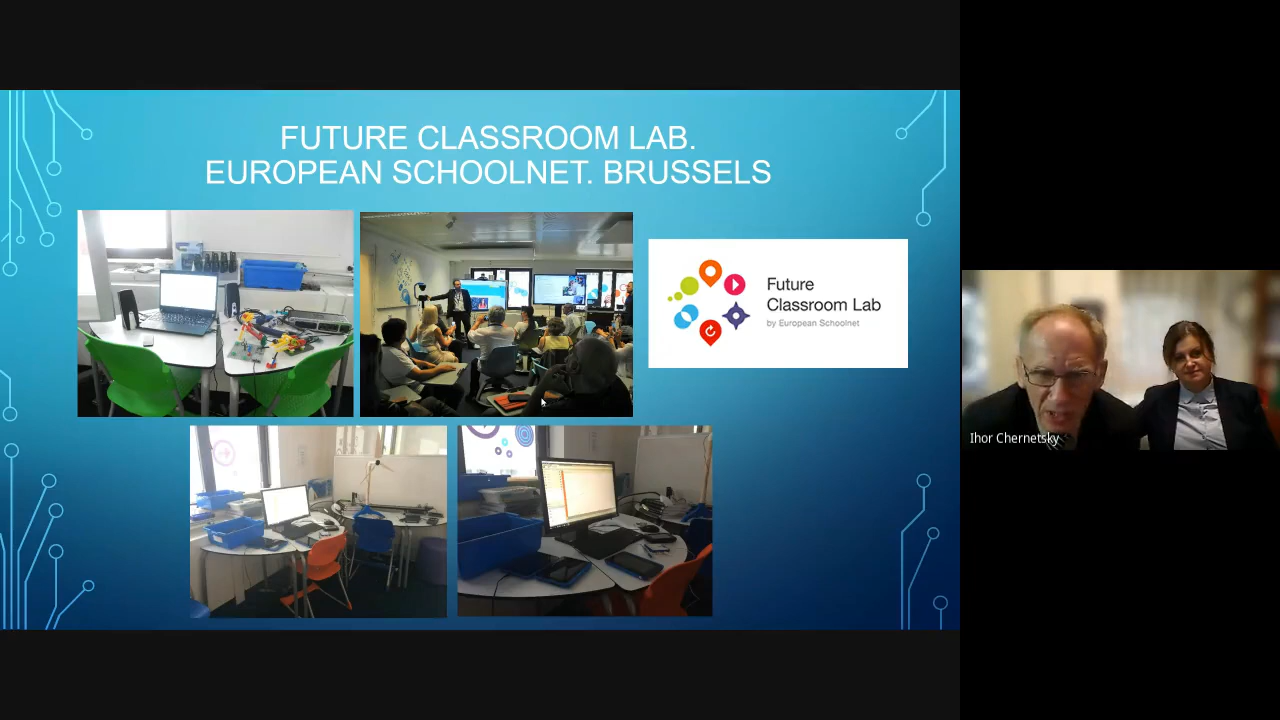 FUTURE CLASSROOM LAB.
EUROPEAN SCHOOLNET. BRUSSELS
Future
Classroom Lab
by European Schoolnet
Ihor Chernetsky